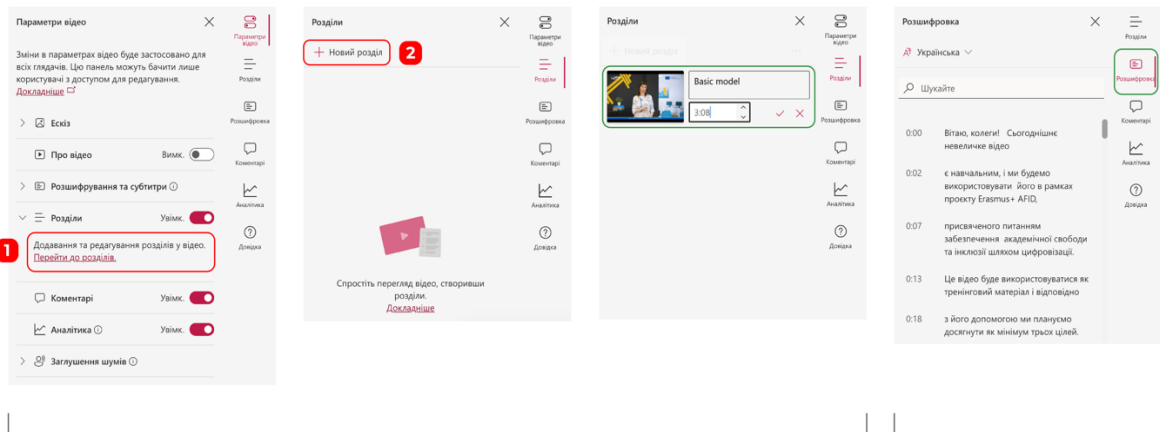 Параметри відео
Зміни в параметрах відео буде застосовано для
всіх глядачів. Цю панель можуть бачити лише
користувачі з доступом для редагування.
Докладніше
Ескіз
Про відео Вимк.
Розшифрування та субтитри
Розділи Увімк.
1
Додавання та редагування розділів у відео.
Перейти до розділів.
Коментарі Увімк.
Аналітика Увімк.
Заглушення шумів
Параметри
відео
Розділи
Розшифровка
Коментарі
Аналітика
Довідка
Розділи
Новий розділ
2
Спростіть перегляд відео, створивши
розділи.
Докладніше
Параметри
відео
Розділи
Розшифровка
Коментарі
Аналітика
Довідка
Розділи
Новий розділ
Basic model
3:08
Параметри
відео
Розділи
Розшифровка
Коментарі
Аналітика
Довідка
Розшифровка
Українська
Шукайте
0:00 Вітаю, колеги! Сьогоднішнє
невеличке відео
0:02 є навчальним, і ми будемо
використовувати його в рамках
проєкту Erasmus+ AFID,
0:07 присвяченого питанням
забезпечення академічної свободи
та інклюзії шляхом цифровізації.
0:13 Це відео буде використовуватися як
тренінговий матеріал і відповідно
0:18 з його допомогою ми плануємо
досягнути як мінімум трьох цілей.
Розділи
Розшифровка
Коментарі
Аналітика
Довідка